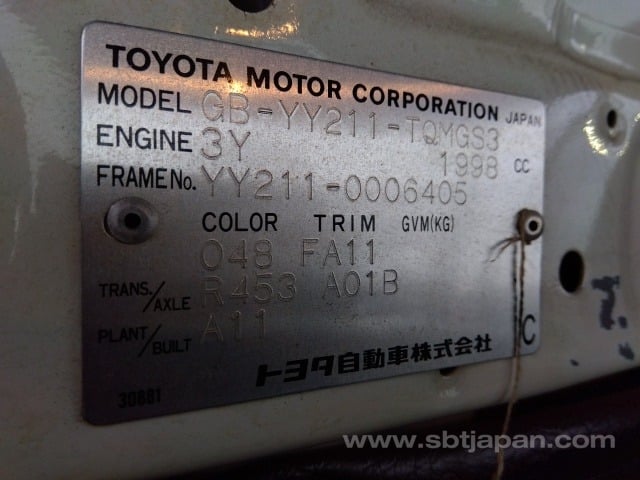 TOYOTA MOTOR CORPORATION JAPAN
MODEL GB-YY211-TQMGS3
ENGINE 3Y 1998 CC
FRAME No. YY211-0006405
COLOR TRIM GVM(KG)
048 FA11
TRANS./AXLE R453 A01B
PLANT/BUILT A11
C
トヨタ自動車株式会社
30881
www.sbtjapan.com